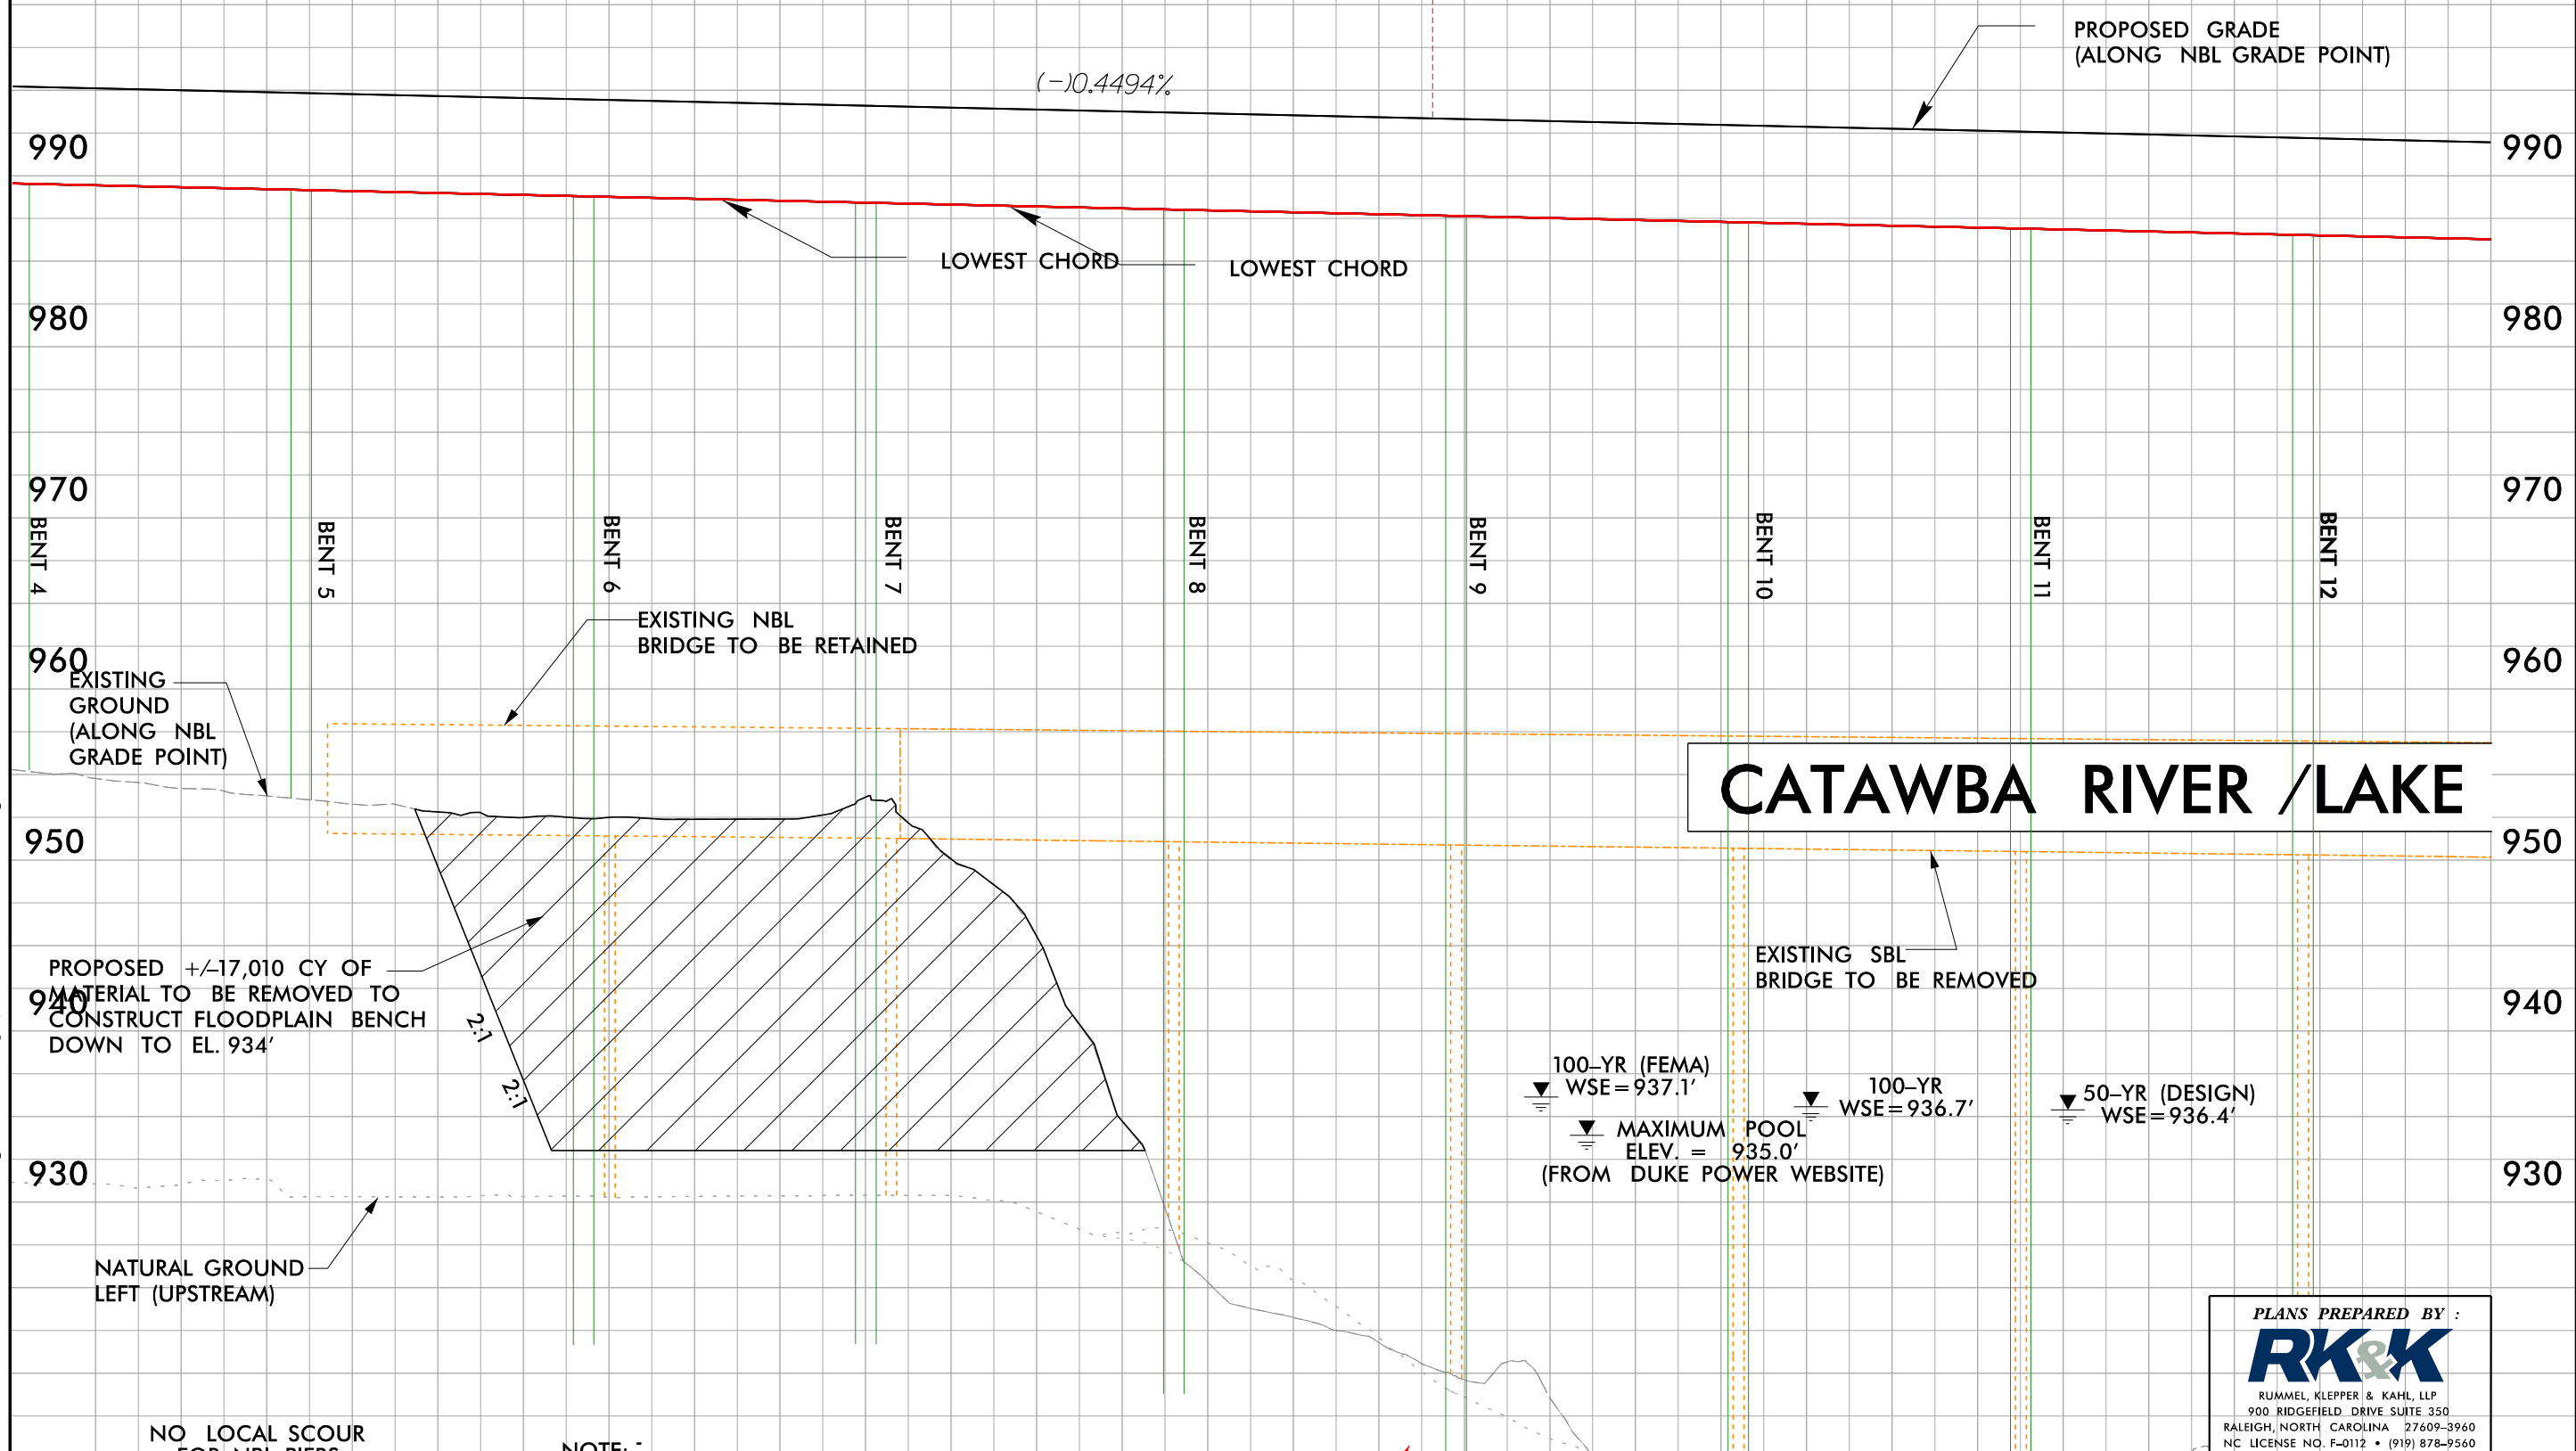 PROPOSED GRADE
(ALONG NBL GRADE POINT)
(-)0.4494%
990
990
LOWEST CHORD
LOWEST CHORD
980
980
970
970
BENT 4
BENT 5
BENT 6
BENT 7
BENT 8
BENT 9
BENT 10
BENT 11
BENT 12
EXISTING NBL
BRIDGE TO BE RETAINED
960
960
EXISTING
GROUND
(ALONG NBL
GRADE POINT)
CATAWBA RIVER /LAKE
950
950
EXISTING SBL
BRIDGE TO BE REMOVED
PROPOSED +/-17,010 CY OF
MATERIAL TO BE REMOVED TO
CONSTRUCT FLOODPLAIN BENCH
DOWN TO EL. 934'
940
940
2:1
2:1
100-YR (FEMA)
WSE=937.1'
100-YR
WSE=936.7'
50-YR (DESIGN)
WSE=936.4'
MAXIMUM POOL
ELEV. = 935.0'
(FROM DUKE POWER WEBSITE)
930
930
NATURAL GROUND
LEFT (UPSTREAM)
PLANS PREPARED BY :
RK&K
RUMMEL, KLEPPER & KAHL, LLP
900 RIDGEFIELD DRIVE SUITE 350
RALEIGH, NORTH CAROLINA 27609-3960
NC LICENSE NO. F-0112 • (919) 878-9560
NO LOCAL SCOUR
FOR NBL PIERS
NOTE: